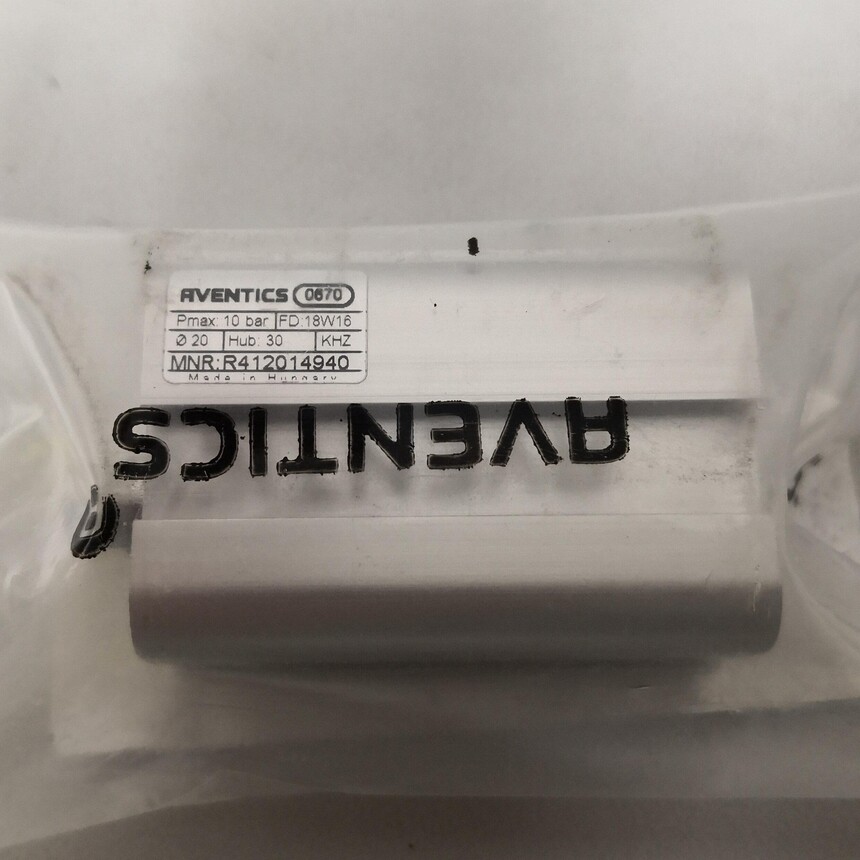 AVENTICS 0670
Pmax: 10 bar FD:18W16
Ø 20 Hub: 30 KHZ
MNR:R412014940
Made in Hungary
AVENTICS